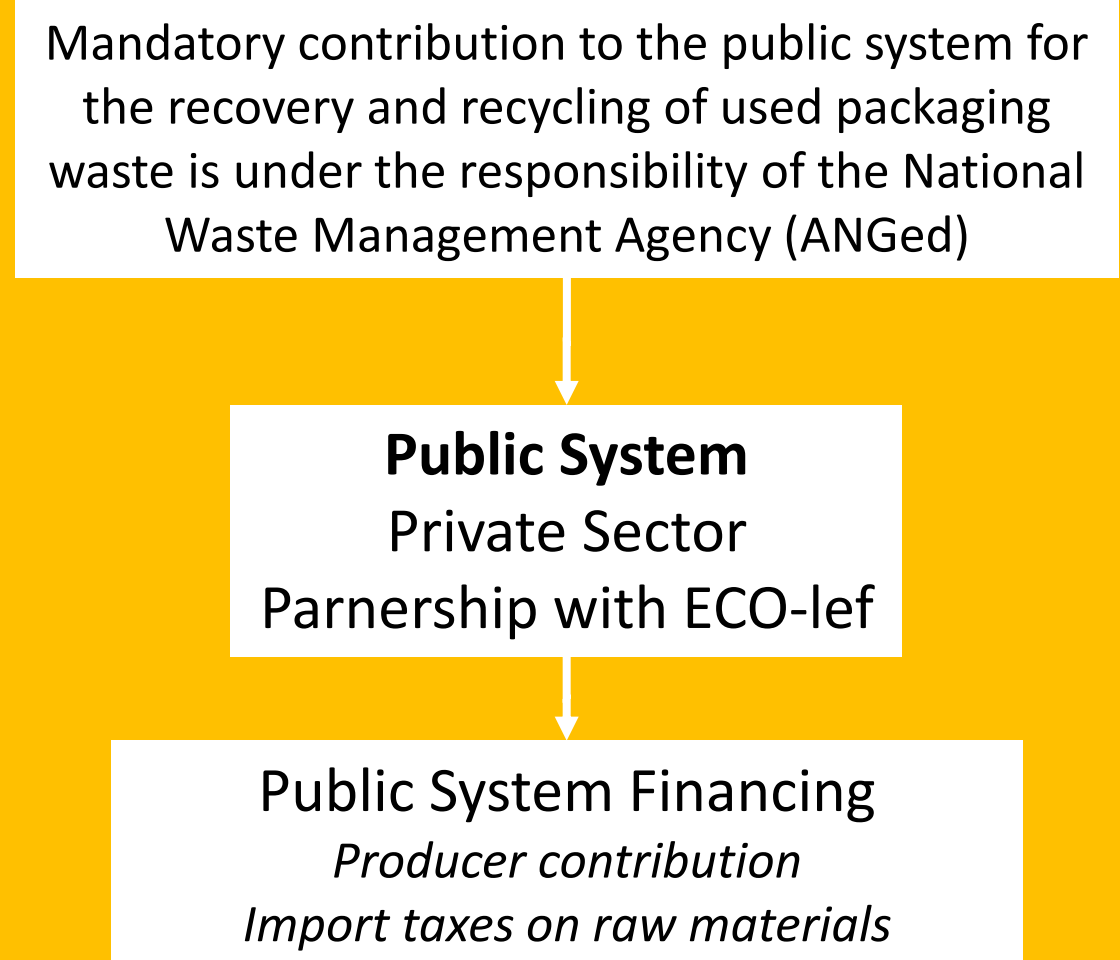 Mandatory contribution to the public system for
the recovery and recycling of used packaging
waste is under the responsibility of the National
Waste Management Agency (ANGed)
Public System
Private Sector
Parnership with ECO-lef
Public System Financing
Producer contribution
Import taxes on raw materials